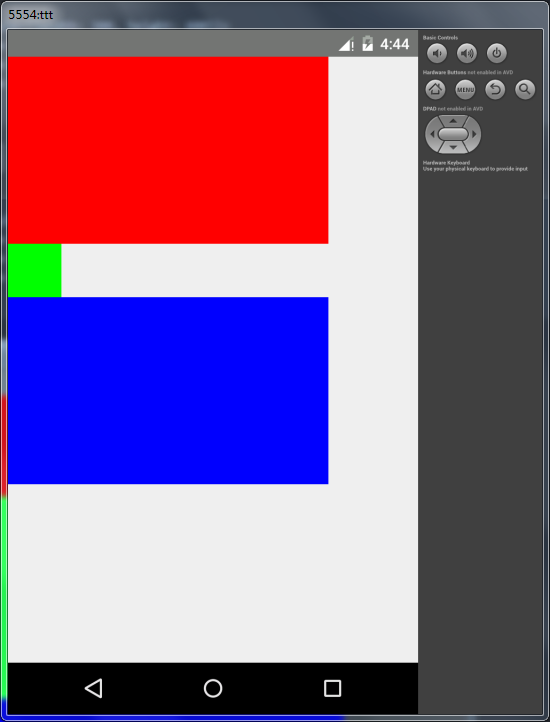 5554:ttt
4:44
Basic Controls
Hardware Buttons not enabled in AVD
MENU
DPAD not enabled in AVD
Hardware Keyboard
Use your physical keyboard to provide input